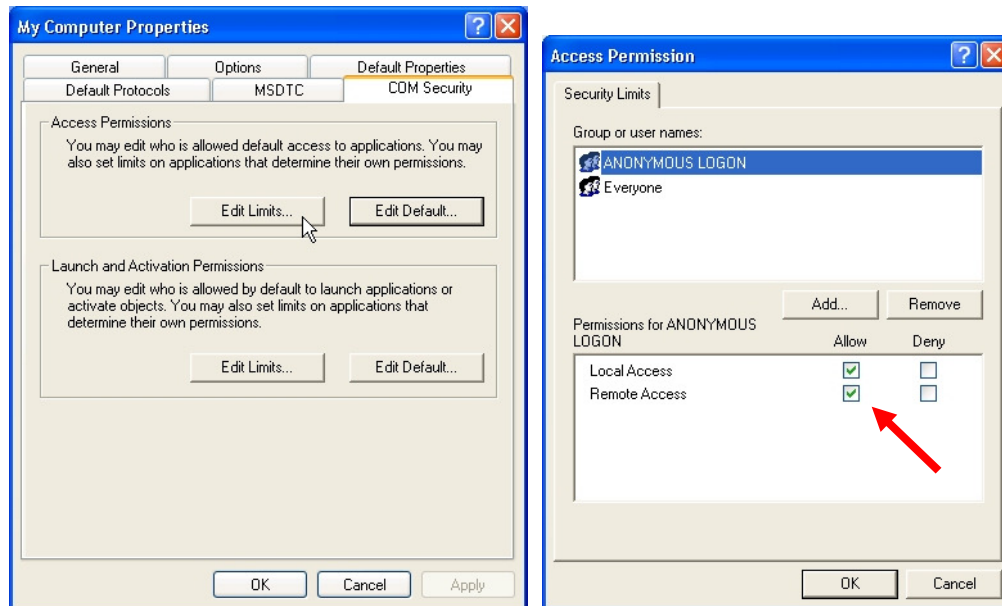 My Computer Properties
General Options Default Properties
Default Protocols MSDTC COM Security
Access Permissions
You may edit who is allowed default access to applications. You may
also set limits on applications that determine their own permissions.
Edit Limits... Edit Default...
Launch and Activation Permissions
You may edit who is allowed by default to launch applications or
activate objects. You may also set limits on applications that
determine their own permissions.
Edit Limits... Edit Default...
OK Cancel Apply
Access Permission
Security Limits
Group or user names:
ANONYMOUS LOGON
Everyone
Add... Remove
Permissions for ANONYMOUS
LOGON Allow Deny
Local Access
Remote Access
OK Cancel